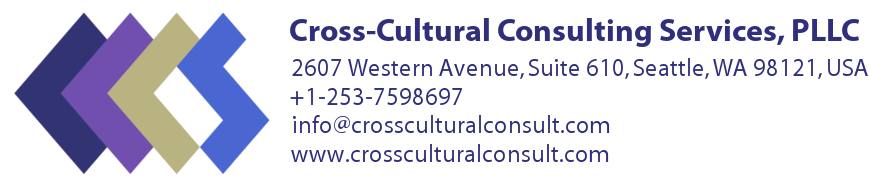 Cross-Cultural Consulting Services, PLLC
2607 Western Avenue, Suite 610, Seattle, WA 98121, USA
+1-253-7598697
info@crossculturalconsult.com
www.crossculturalconsult.com